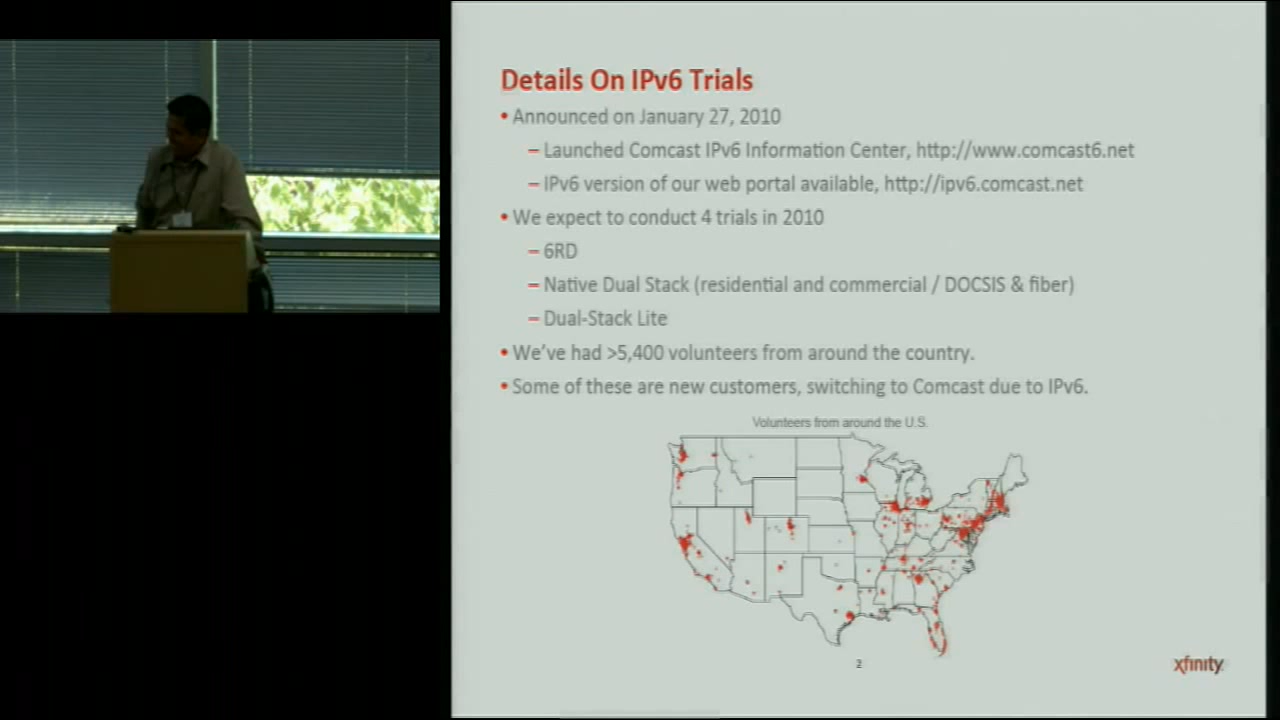 Details On IPv6 Trials
• Announced on January 27, 2010
– Launched Comcast IPv6 Information Center, http://www.comcast6.net
– IPv6 version of our web portal available, http://ipv6.comcast.net
• We expect to conduct 4 trials in 2010
– 6RD
– Native Dual Stack (residential and commercial / DOCSIS & fiber)
– Dual-Stack Lite
• We've had >5,400 volunteers from around the country.
• Some of these are new customers, switching to Comcast due to IPv6.
Volunteers from around the U.S.
2
xfinity